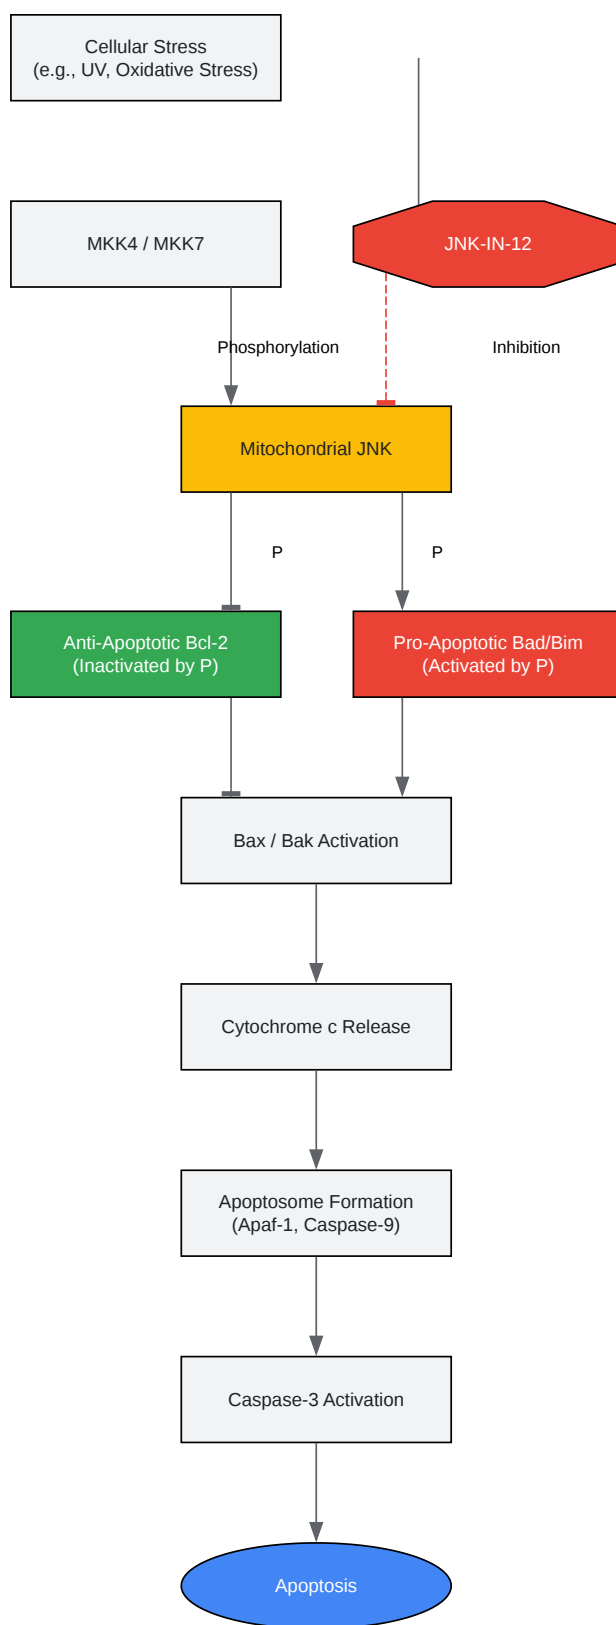 Cellular Stress
(e.g., UV, Oxidative Stress)
MKK4 / MKK7
JNK-IN-12
Phosphorylation
Inhibition
Mitochondrial JNK
P
P
Anti-Apoptotic Bcl-2
(Inactivated by P)
Pro-Apoptotic Bad/Bim
(Activated by P)
Bax / Bak Activation
Cytochrome c Release
Apoptosome Formation
(Apaf-1, Caspase-9)
Caspase-3 Activation
Apoptosis